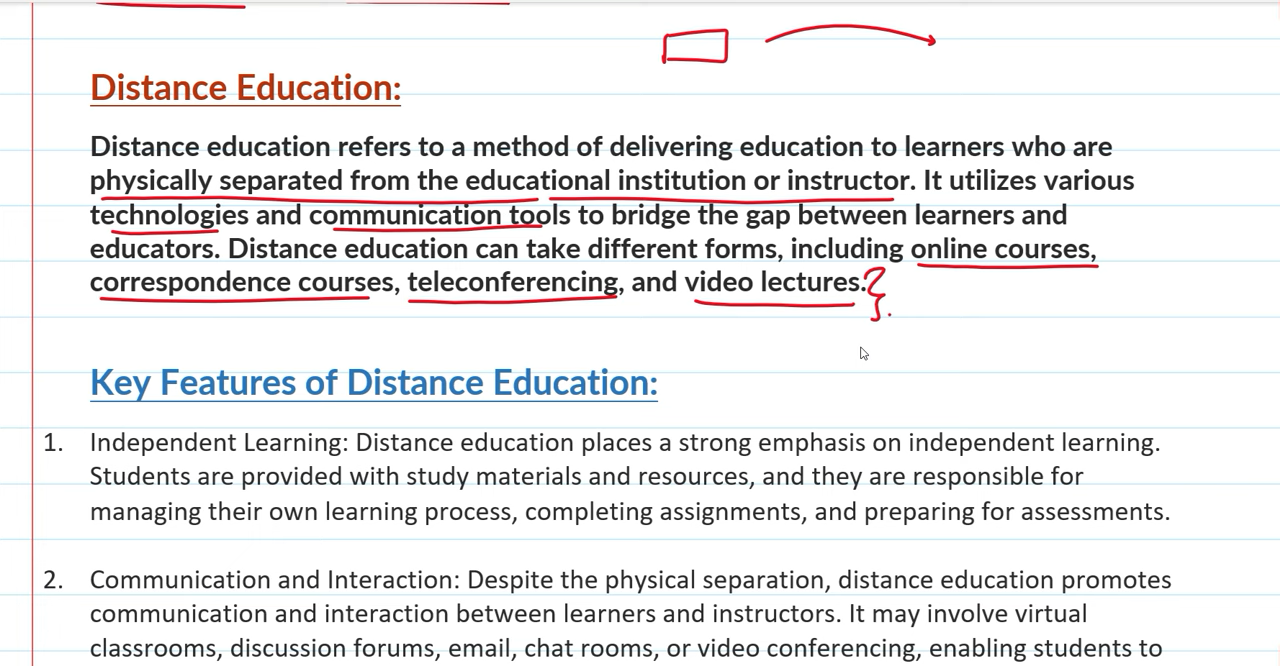 Distance Education:
Distance education refers to a method of delivering education to learners who are
physically separated from the educational institution or instructor. It utilizes various
technologies and communication tools to bridge the gap between learners and
educators. Distance education can take different forms, including online courses,
correspondence courses, teleconferencing, and video lectures.
Key Features of Distance Education:
1. Independent Learning: Distance education places a strong emphasis on independent learning.
Students are provided with study materials and resources, and they are responsible for
managing their own learning process, completing assignments, and preparing for assessments.
2. Communication and Interaction: Despite the physical separation, distance education promotes
communication and interaction between learners and instructors. It may involve virtual
classrooms, discussion forums, email, chat rooms, or video conferencing, enabling students to